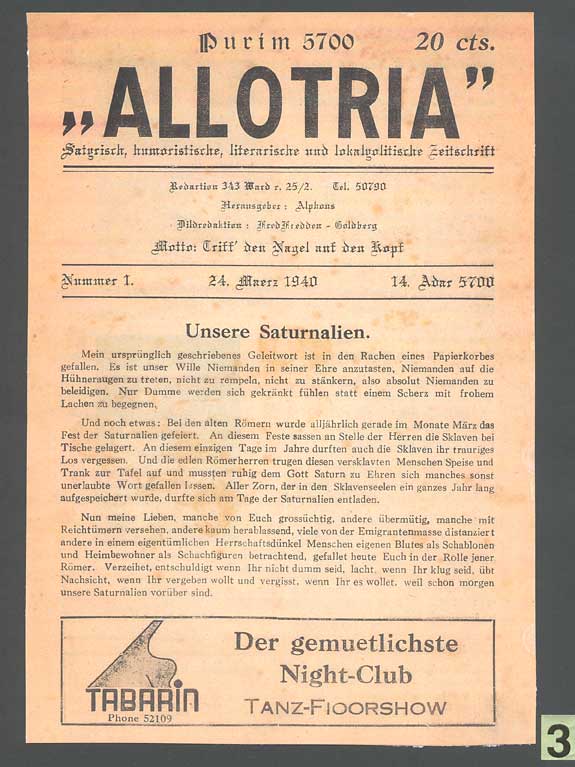 Purim 5700 20 cts.
„ALLOTRIA”
Satyrisch, humoristische, literarische und lokalpolitische Zeitschrift
Redaction 343 Ward r. 25/2. Tel. 50790
Herausgeber : Alphons
Bildredaktion : FredFredden - Goldberg
Motto: Triff' den Nagel auf den Kopf
Nummer 1. 24. Maerz 1940 14. Adar 5700
Unsere Saturnalien.
Mein ursprünglich geschriebenes Geleitwort ist in den Rachen eines Papierkorbes
gefallen. Es ist unser Wille Niemanden in seiner Ehre anzutasten, Niemanden auf die
Hühneraugen zu treten, nicht zu rempeln, nicht zu stänkern, also absolut Niemanden zu
beleidigen. Nur Dumme werden sich gekränkt fühlen statt einem Scherz mit frohem
Lachen zu begegnen.
Und noch etwas: Bei den alten Römern wurde alljährlich gerade im Monate März das
Fest der Saturnalien gefeiert. An diesem Feste sassen an Stelle der Herren die Sklaven bei
Tische gelagert. An diesem einzigen Tage im Jahre durften auch die Sklaven ihr trauriges
Los vergessen. Und die edlen Römerherren trugen diesen versklavten Menschen Speise und
Trank zur Tafel auf und mussten ruhig dem Gott Saturn zu Ehren sich manches sonst
unerlaubte Wort gefallen lassen. Aller Zorn, der in den Sklavenseelen ein ganzes Jahr lang
aufgespeichert wurde, durfte sich am Tage der Saturnalien entladen.
Nun meine Lieben, manche von Euch grossüchtig, andere übermütig, manche mit
Reichtümern versehen, andere kaum herablassend, viele von der Emigrantenmasse distanziert
andere in einem eigentümlichen Herrschaftsdünkel Menschen eigenen Blutes als Schablonen
und Heimbewohner als Schachfiguren betrachtend, gefallet heute Euch in der Rolle jener
Römer. Verzeihet, entschuldigt wenn Ihr nicht dumm seid, lacht, wenn Ihr klug seid, übt
Nachsicht, wenn Ihr vergeben wollt und vergisst, wenn Ihr es wollet, weil schon morgen
unsere Saturnalien vorüber sind.
TABARIN
Phone 52109
Der gemuetlichste
Night-Club
TANZ-FlOORSHOW
3